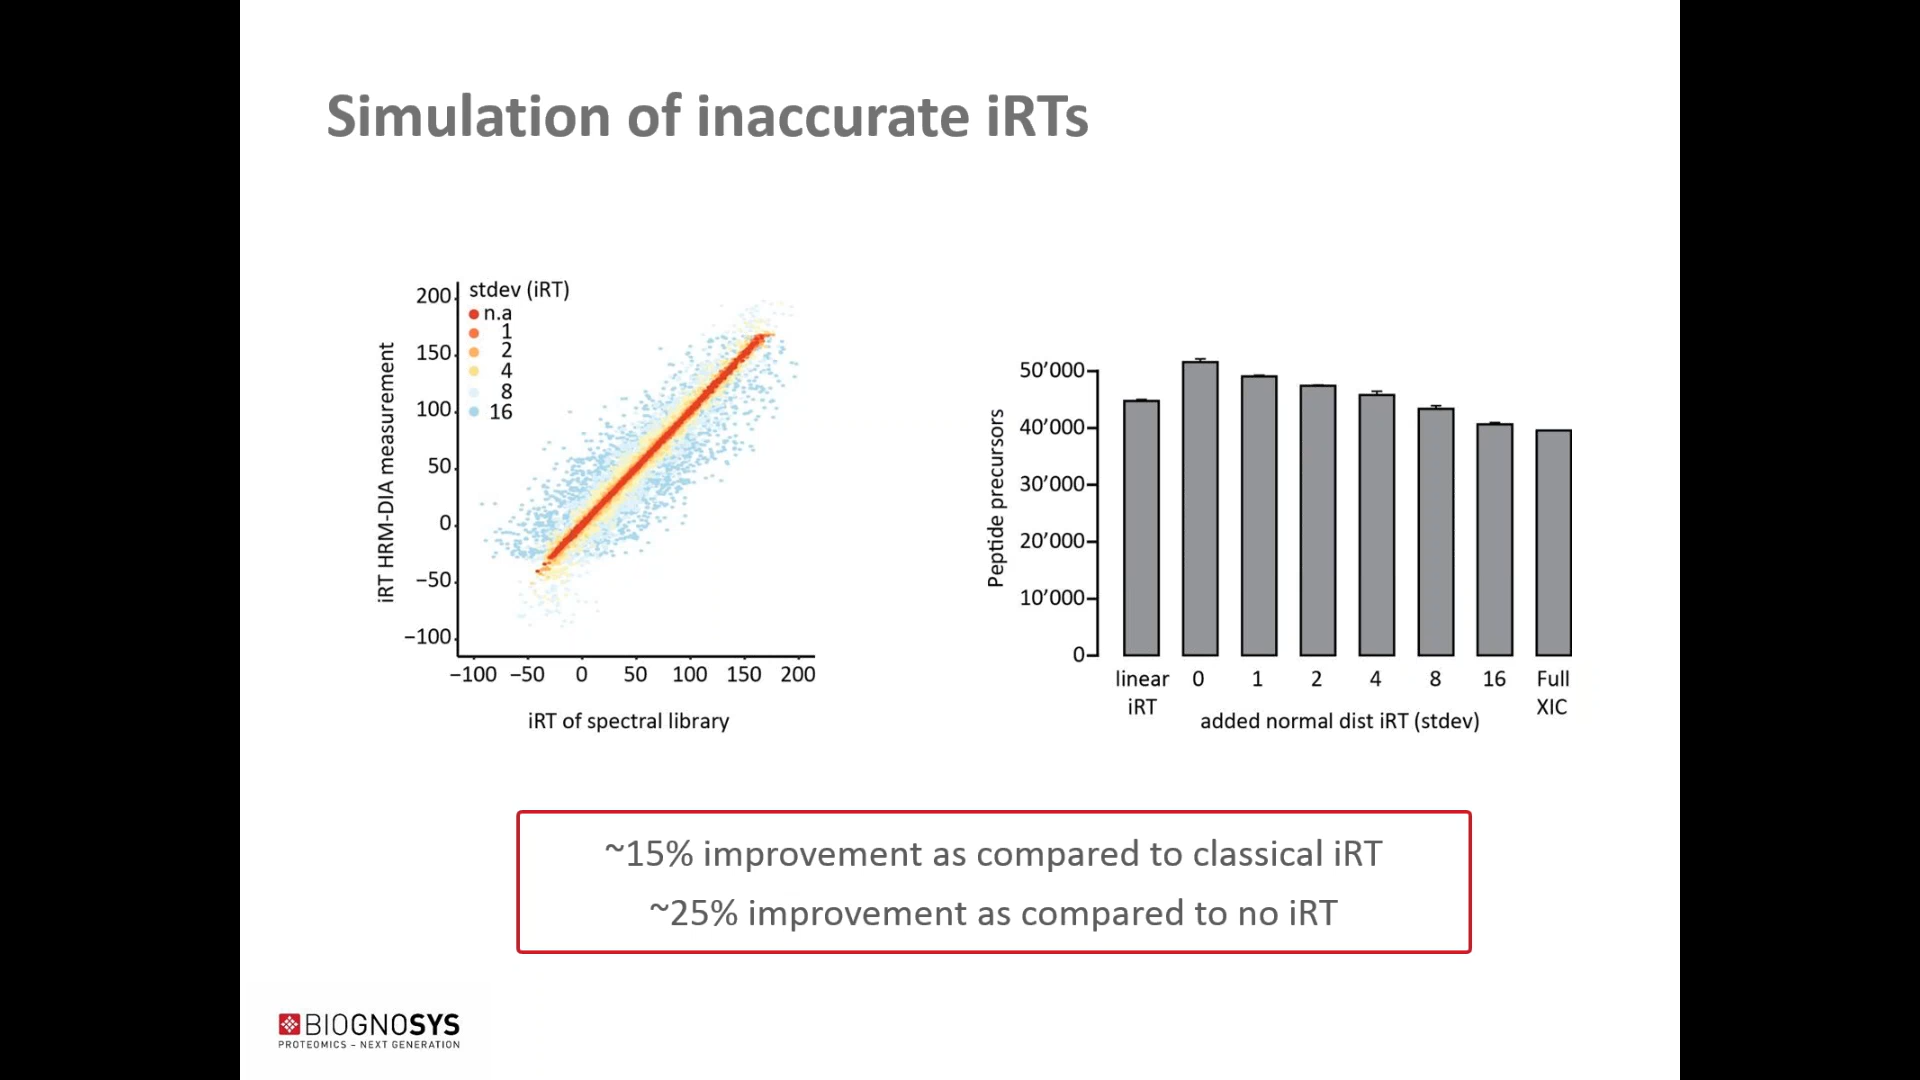 Simulation of inaccurate iRTs
stdev (iRT)
n.a
1
2
4
8
16
200
150
100
50
0
−50
−100
iRT HRM-DIA measurement
−100 −50 0 50 100 150 200
iRT of spectral library
50’000
40’000
30’000
20’000
10’000
0
Peptide precursors
linear 0 1 2 4 8 16 Full
iRT XIC
added normal dist iRT (stdev)
~15% improvement as compared to classical iRT
~25% improvement as compared to no iRT
BIOGNOSYS
PROTEOMICS – NEXT GENERATION